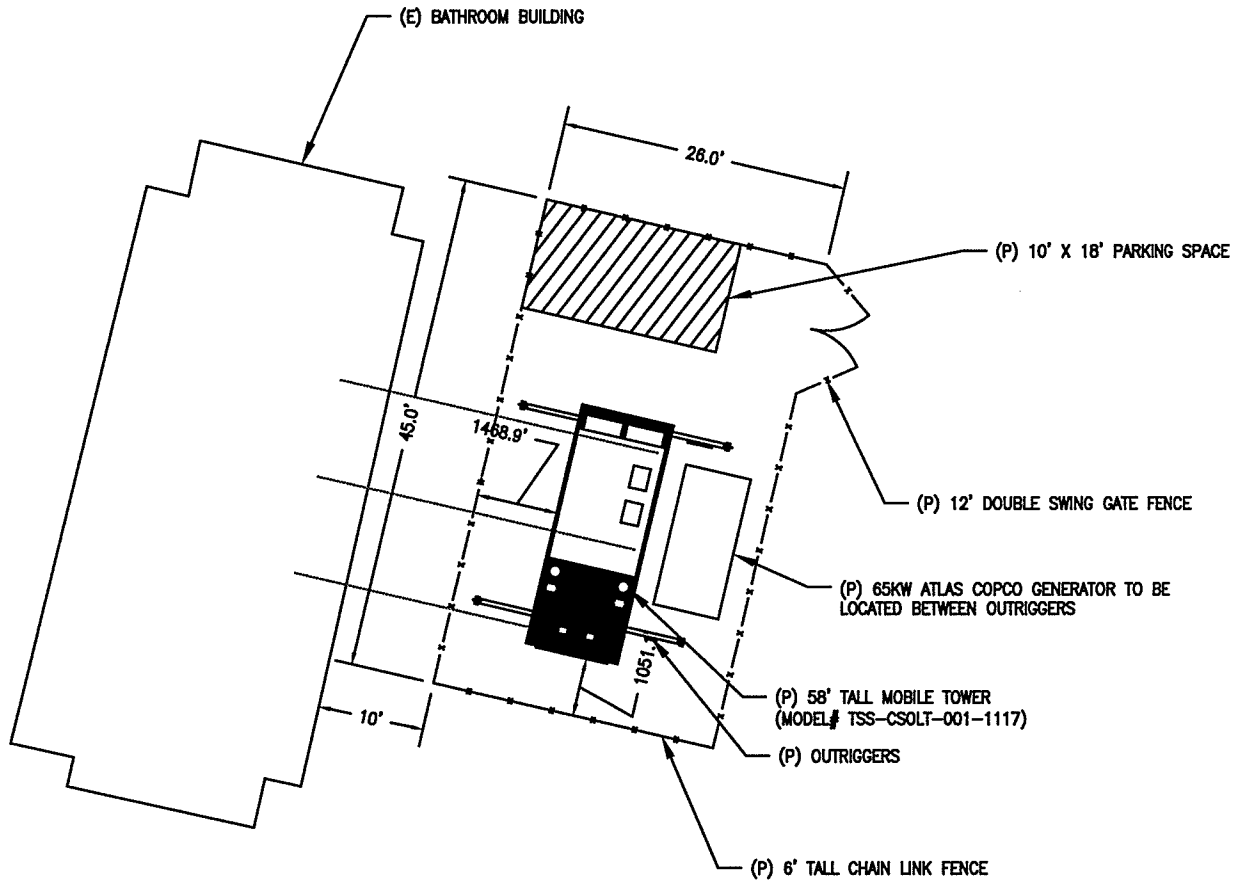 (E) BATHROOM BUILDING
26.0'
(P) 10' X 18' PARKING SPACE
45.0'
1468.9'
(P) 12' DOUBLE SWING GATE FENCE
(P) 65KW ATLAS COPCO GENERATOR TO BE
LOCATED BETWEEN OUTRIGGERS
(P) 58' TALL MOBILE TOWER
(MODEL# TSS-CSOLT-001-1117)
10'
(P) OUTRIGGERS
(P) 6' TALL CHAIN LINK FENCE